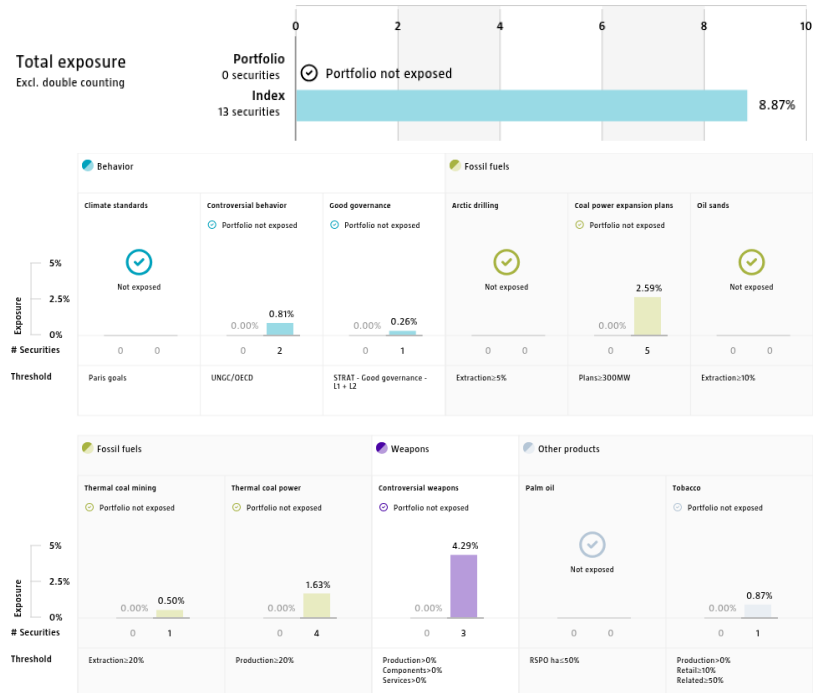 0 2 4 6 8 10
Total exposure
Excl. double counting
Portfolio
0 securities
Portfolio not exposed
Index
13 securities
8.87%
Behavior
Fossil fuels
Climate standards
Controversial behavior
Good governance
Arctic drilling
Coal power expansion plans
Oil sands
Portfolio not exposed
Portfolio not exposed
Portfolio not exposed
Exposure
5%
2.5%
0%
Not exposed
0.00% 0.81%
0.00% 0.26%
Not exposed
0.00% 2.59%
Not exposed
# Securities
0 0
0 2
0 1
0 0
0 5
0 0
Threshold
Paris goals
UNGC/OECD
STRAT - Good governance -
L1 + L2
Extraction≥5%
Plans≥300MW
Extraction≥10%
Fossil fuels
Weapons
Other products
Thermal coal mining
Thermal coal power
Controversial weapons
Palm oil
Tobacco
Portfolio not exposed
Portfolio not exposed
Portfolio not exposed
Portfolio not exposed
Exposure
5%
2.5%
0%
0.00% 0.50%
0.00% 1.63%
0.00% 4.29%
Not exposed
0.00% 0.87%
# Securities
0 1
0 4
0 3
0 0
0 1
Threshold
Extraction≥20%
Production≥20%
Production>0%
Components>0%
Services>0%
RSPO ha≤50%
Production>0%
Retail≥10%
Related≥50%